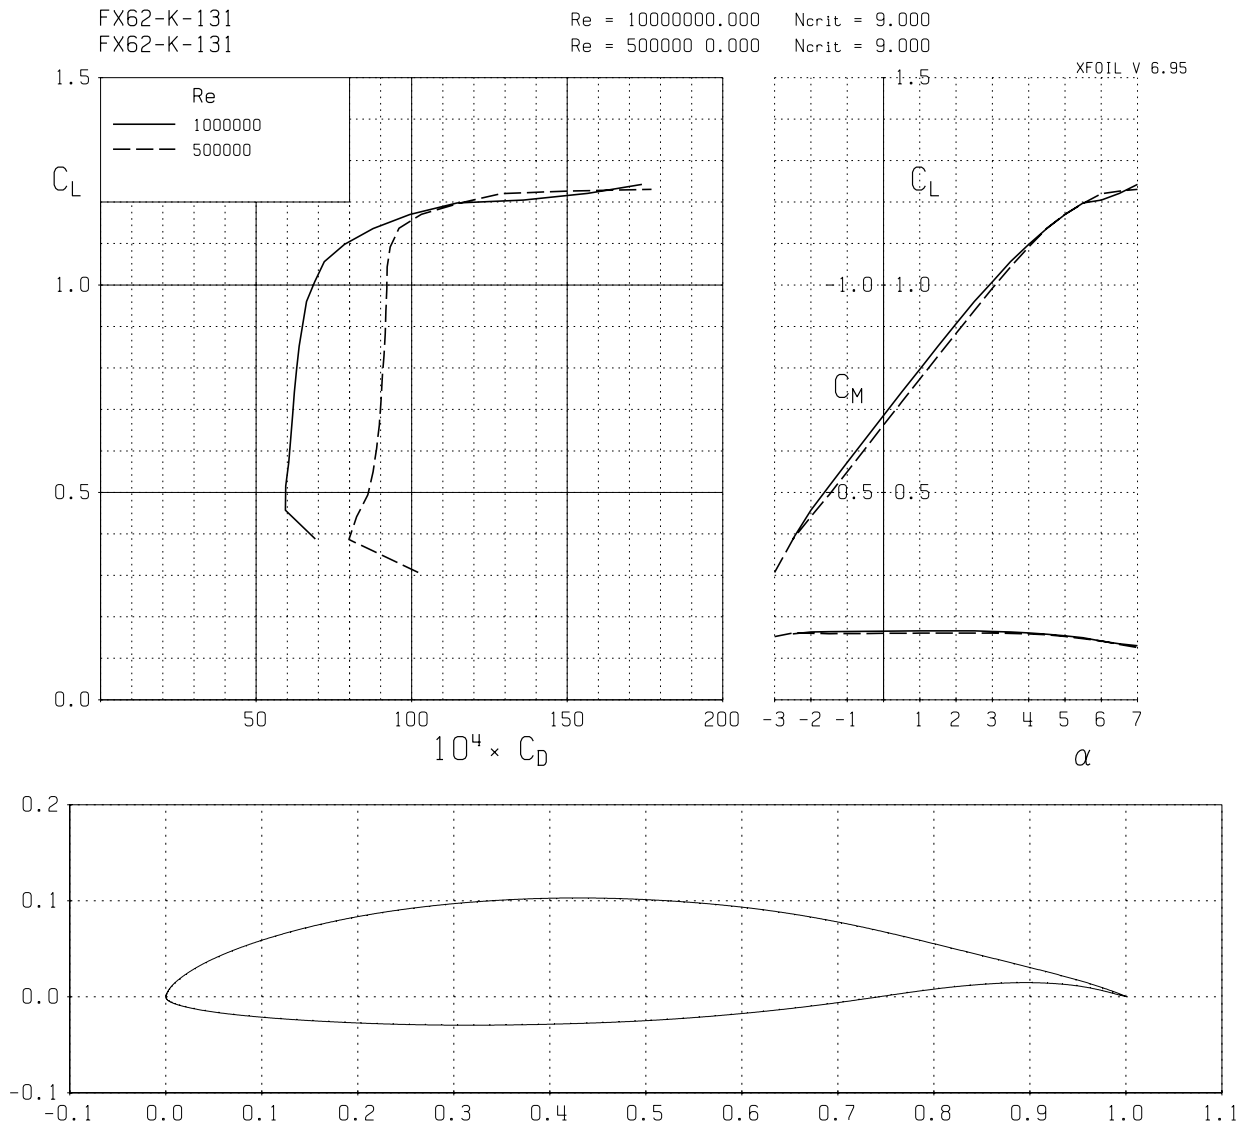 FX62-K-131 Re = 10000000.000 Ncrit = 9.000
FX62-K-131 Re = 500000 0.000 Ncrit = 9.000
XFOIL V 6.95
1.5
Re
1000000
500000
C_L
1.0
0.5
0.0
50 100 150 200
10⁴ × C_D
1.5
C_L
-1.0 1.0
C_M
-0.5 0.5
-3 -2 -1 1 2 3 4 5 6 7
α
0.2
0.1
0.0
-0.1
-0.1 0.0 0.1 0.2 0.3 0.4 0.5 0.6 0.7 0.8 0.9 1.0 1.1